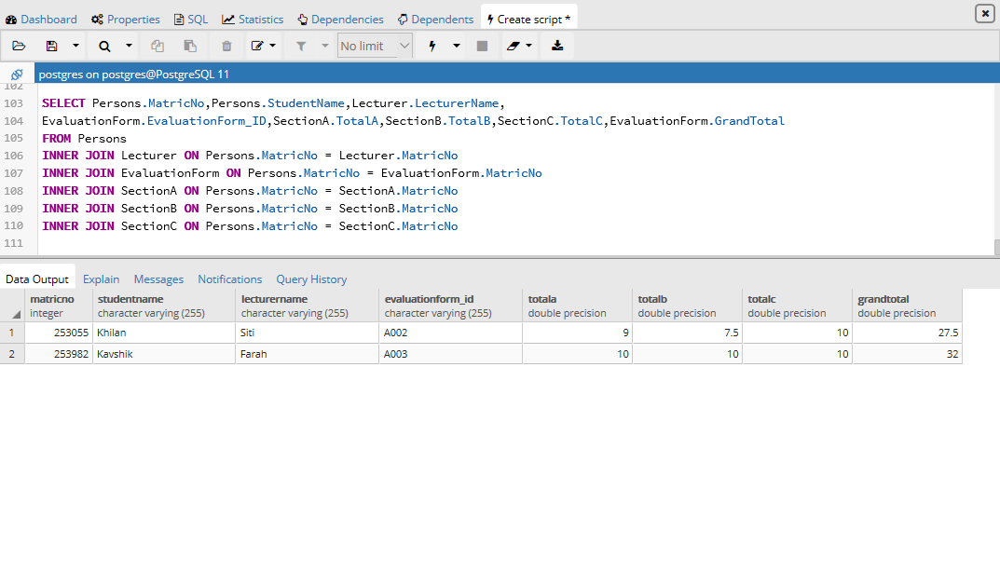 Dashboard Properties SQL Statistics Dependencies Dependents Create script *
No limit
postgres on postgres@PostgreSQL 11
102
103 SELECT Persons.MatricNo,Persons.StudentName,Lecturer.LecturerName,
104 EvaluationForm.EvaluationForm_ID,SectionA.TotalA,SectionB.TotalB,SectionC.TotalC,EvaluationForm.GrandTotal
105 FROM Persons
106 INNER JOIN Lecturer ON Persons.MatricNo = Lecturer.MatricNo
107 INNER JOIN EvaluationForm ON Persons.MatricNo = EvaluationForm.MatricNo
108 INNER JOIN SectionA ON Persons.MatricNo = SectionA.MatricNo
109 INNER JOIN SectionB ON Persons.MatricNo = SectionB.MatricNo
110 INNER JOIN SectionC ON Persons.MatricNo = SectionC.MatricNo
111
Data Output Explain Messages Notifications Query History
matricno studentname lecturername evaluationform_id totala totalb totalc grandtotal
integer character varying (255) character varying (255) character varying (255) double precision double precision double precision double precision
1 253055 Khilan Siti A002 9 7.5 10 27.5
2 253982 Kavshik Farah A003 10 10 10 32